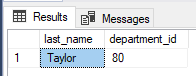 Results Messages
last_name department_id
1 Taylor 80